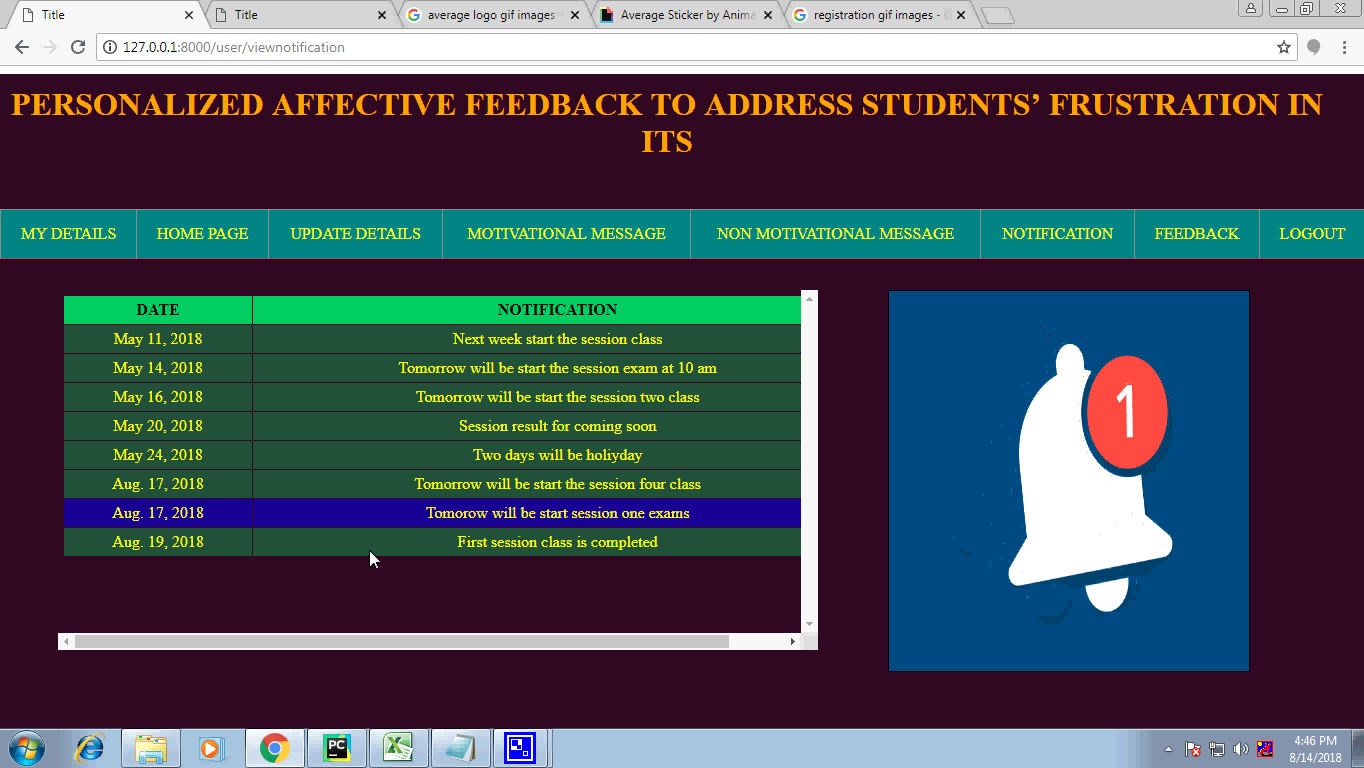 Title
Title
average logo gif images
Average Sticker by Anima
registration gif images -
127.0.0.1:8000/user/viewnotification
PERSONALIZED AFFECTIVE FEEDBACK TO ADDRESS STUDENTS’ FRUSTRATION IN
ITS
MY DETAILS HOME PAGE UPDATE DETAILS MOTIVATIONAL MESSAGE NON MOTIVATIONAL MESSAGE NOTIFICATION FEEDBACK LOGOUT
DATE NOTIFICATION
May 11, 2018 Next week start the session class
May 14, 2018 Tomorrow will be start the session exam at 10 am
May 16, 2018 Tomorrow will be start the session two class
May 20, 2018 Session result for coming soon
May 24, 2018 Two days will be holiyday
Aug. 17, 2018 Tomorrow will be start the session four class
Aug. 17, 2018 Tomorow will be start session one exams
Aug. 19, 2018 First session class is completed
1
PC
4:46 PM
8/14/2018